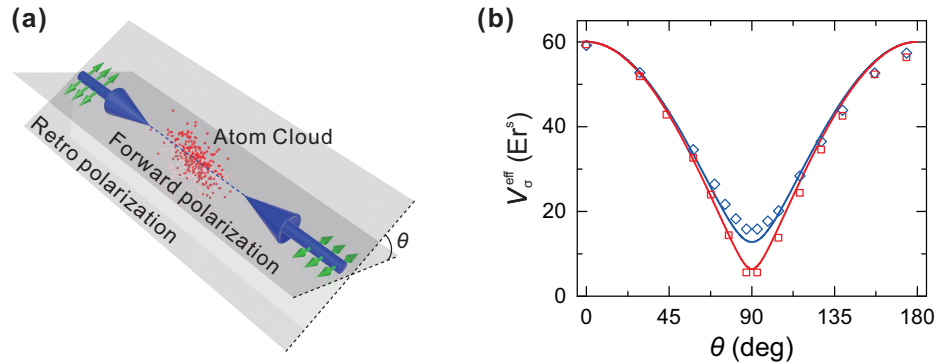 (a)
Atom Cloud
Forward polarization
Retro polarization
θ
(b)
V_σ^eff (Er^s)
60
40
20
0
0
45
90
135
180
θ (deg)